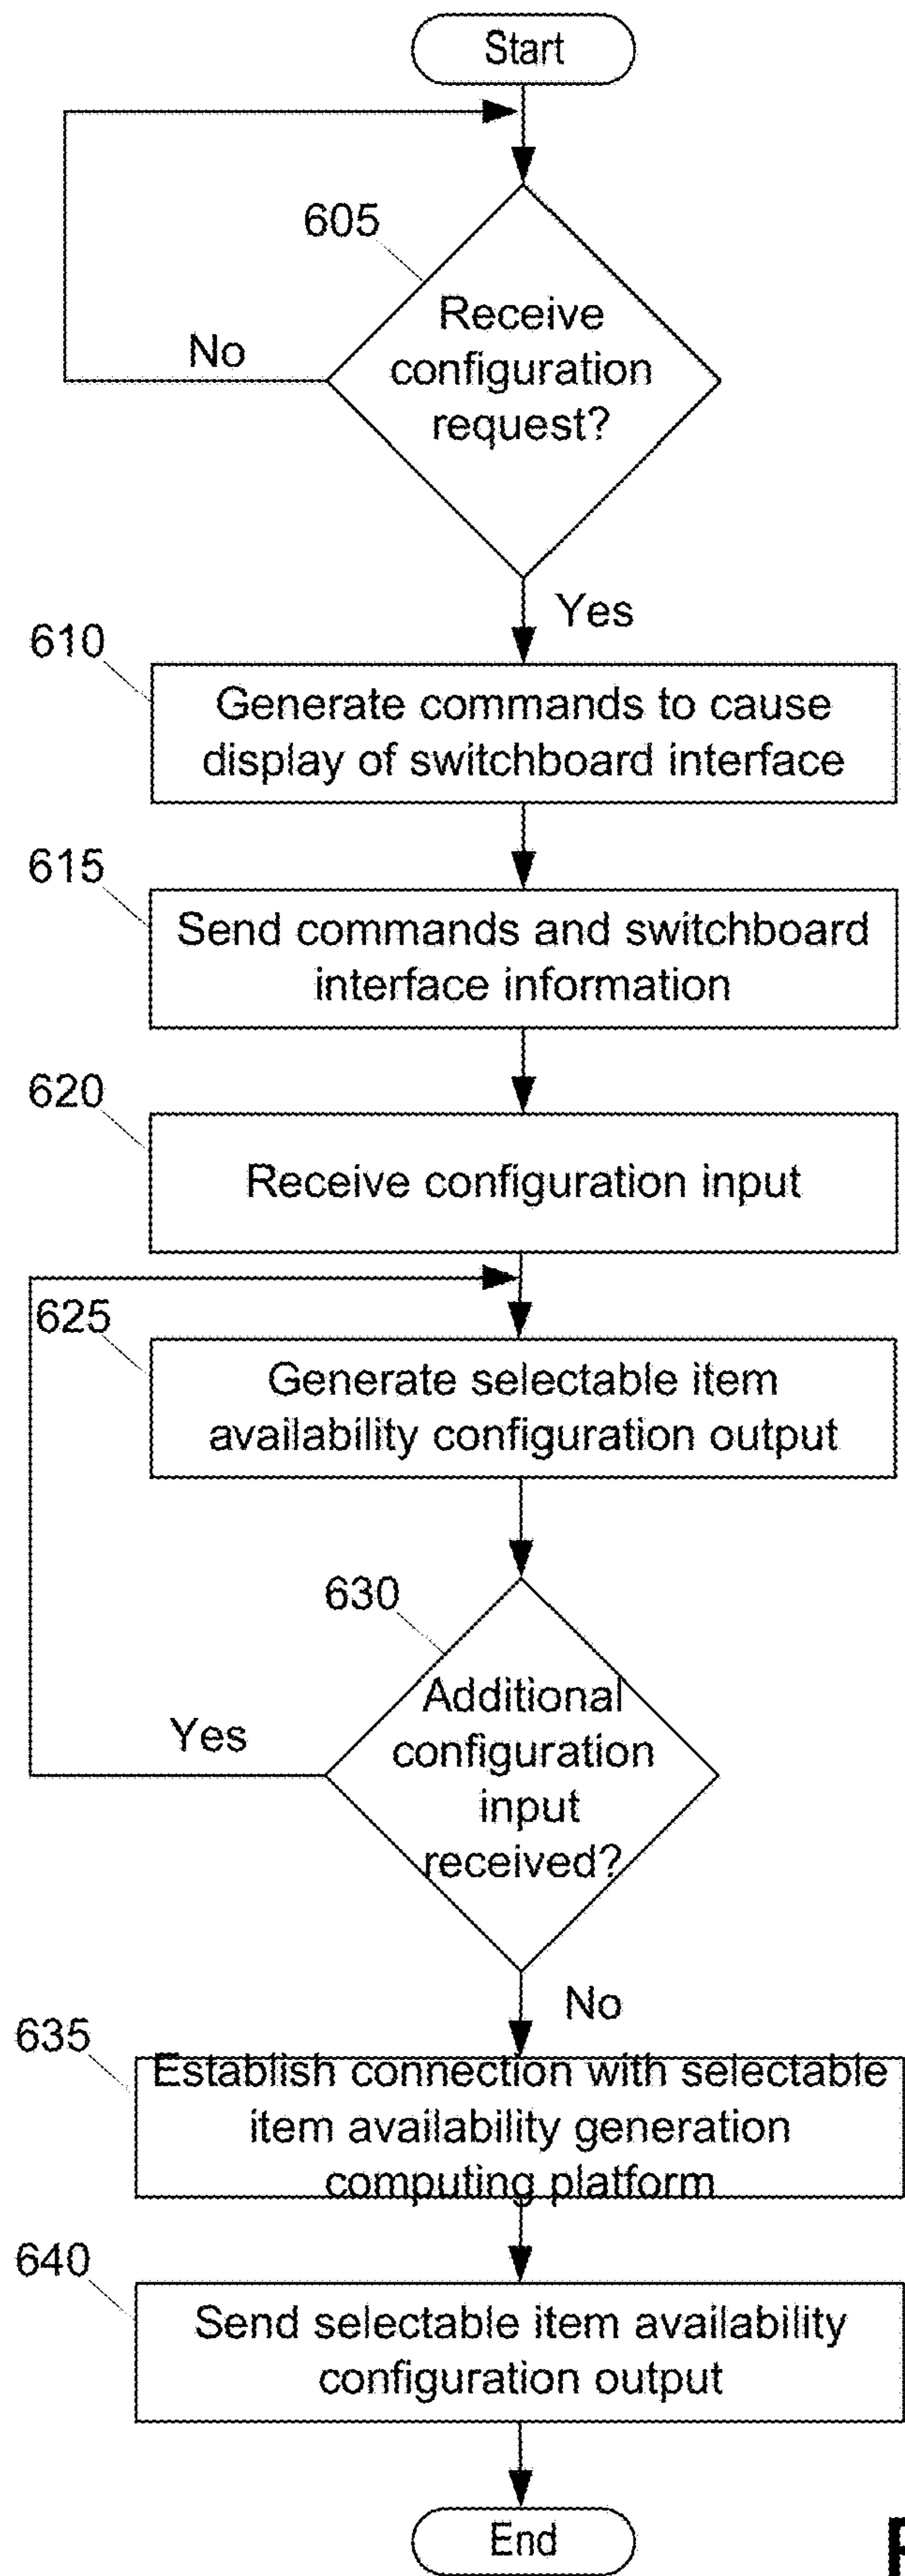 Start
605
Receive
configuration
request?
No
Yes
610
Generate commands to cause
display of switchboard interface
615
Send commands and switchboard
interface information
620
Receive configuration input
625
Generate selectable item
availability configuration output
630
Additional
configuration
input
received?
Yes
No
635
Establish connection with selectable
item availability generation
computing platform
640
Send selectable item availability
configuration output
End